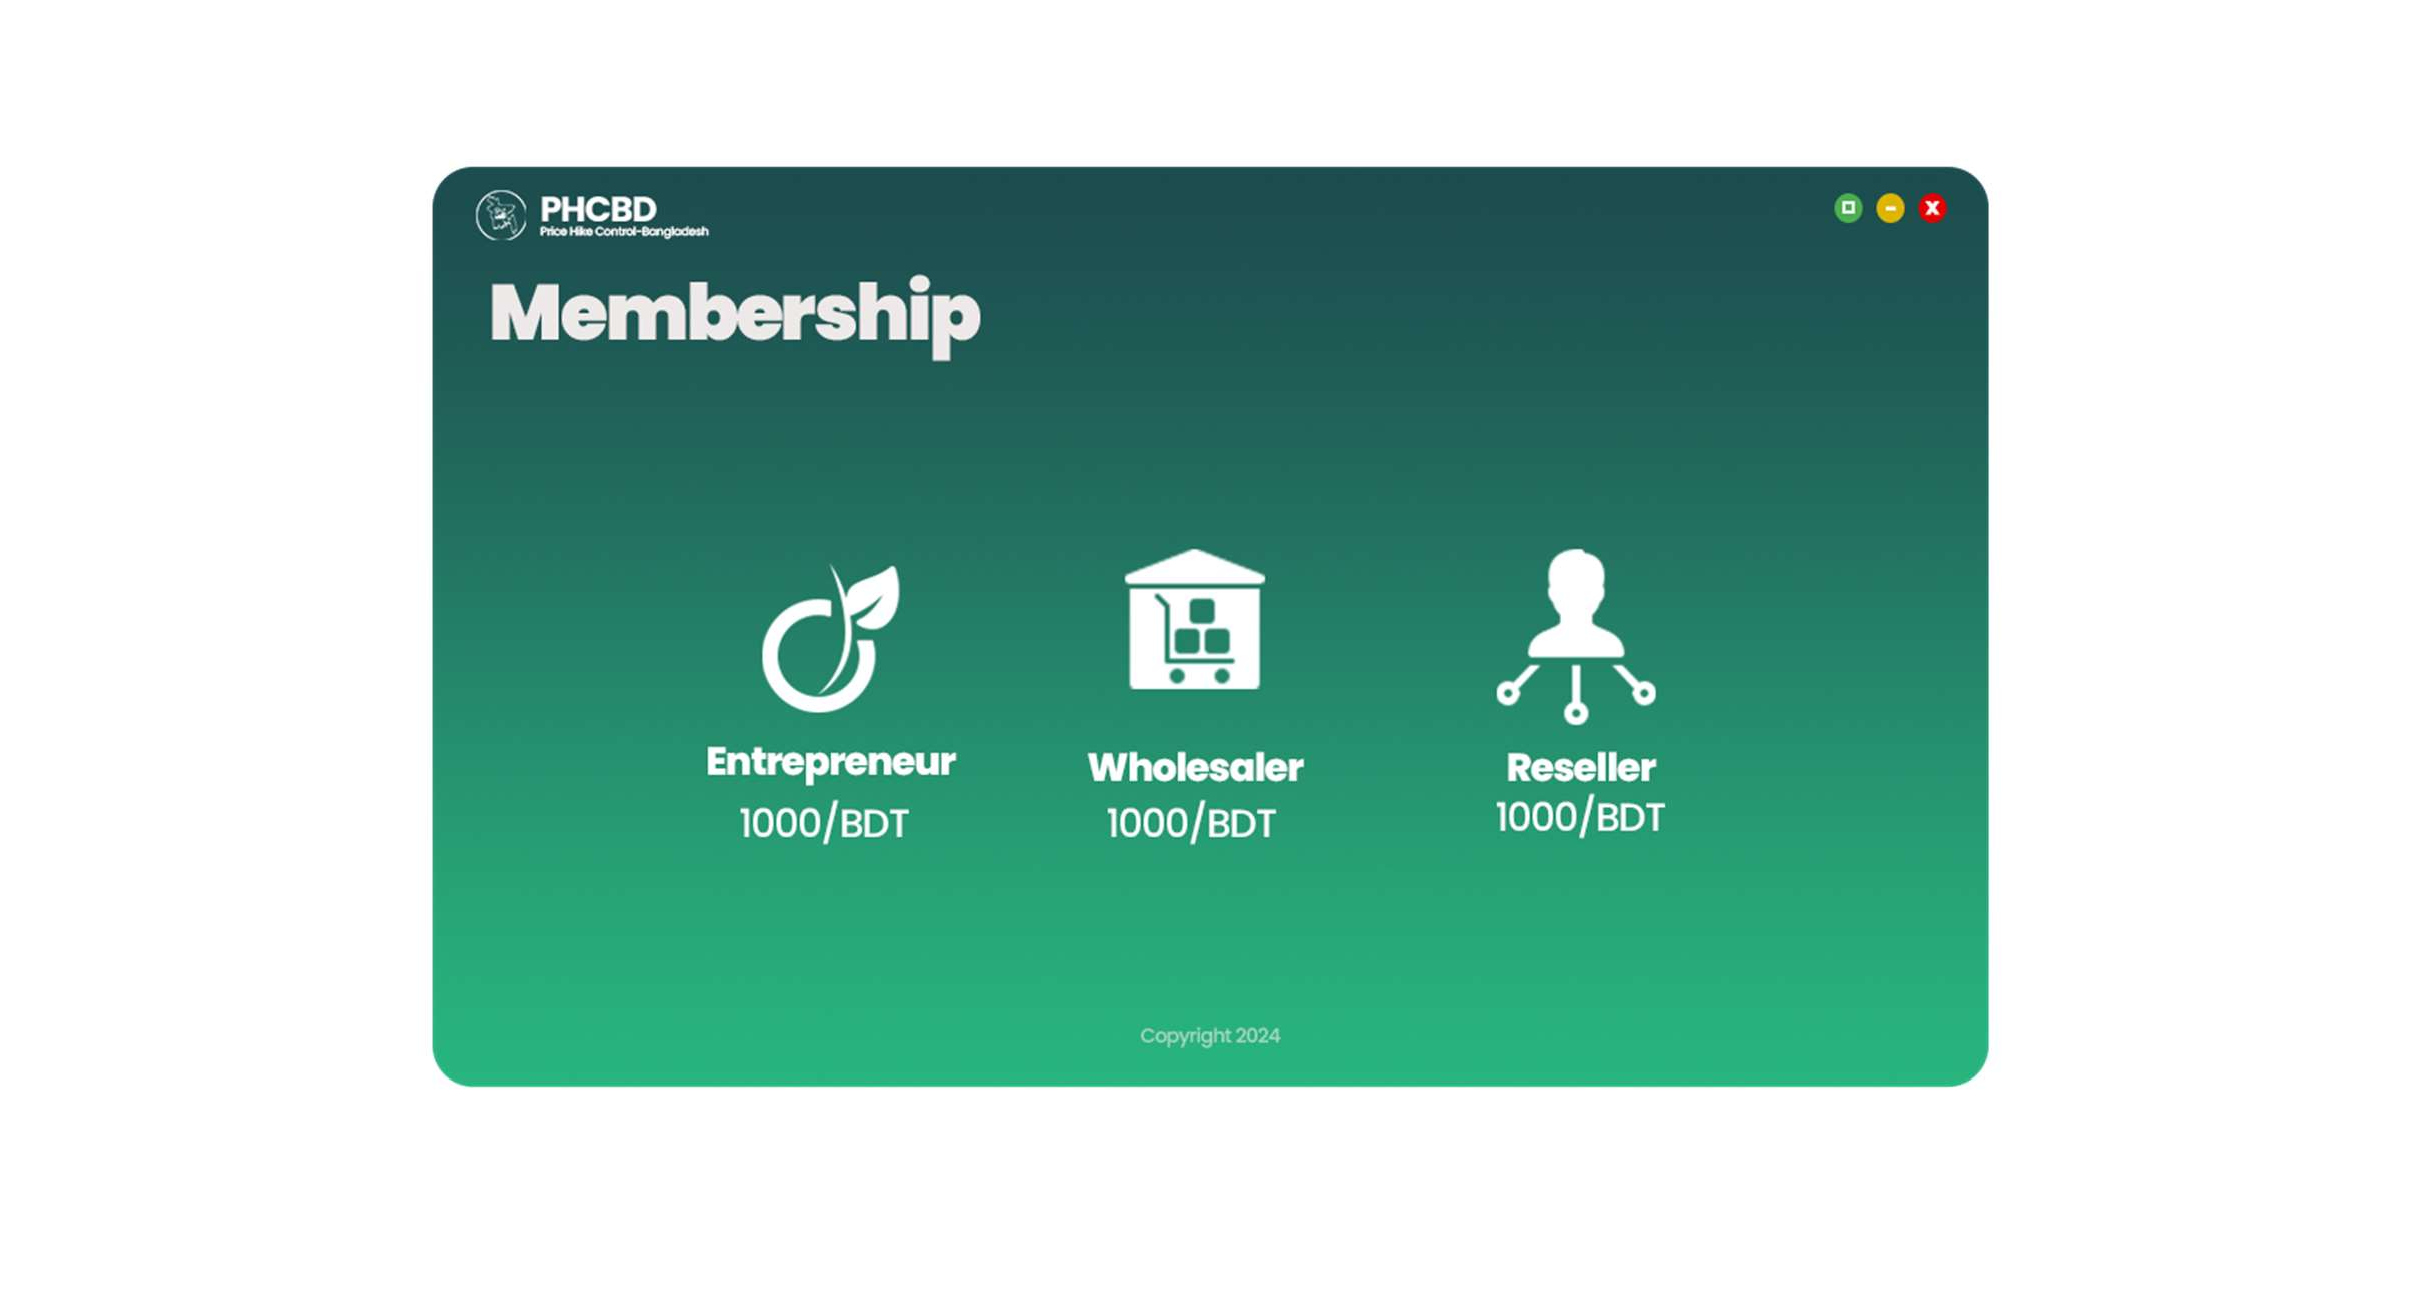 PHCBD
Price Hike Control-Bangladesh
X
Membership
Entrepreneur
Wholesaler
Reseller
1000/BDT
1000/BDT
1000/BDT
Copyright 2024